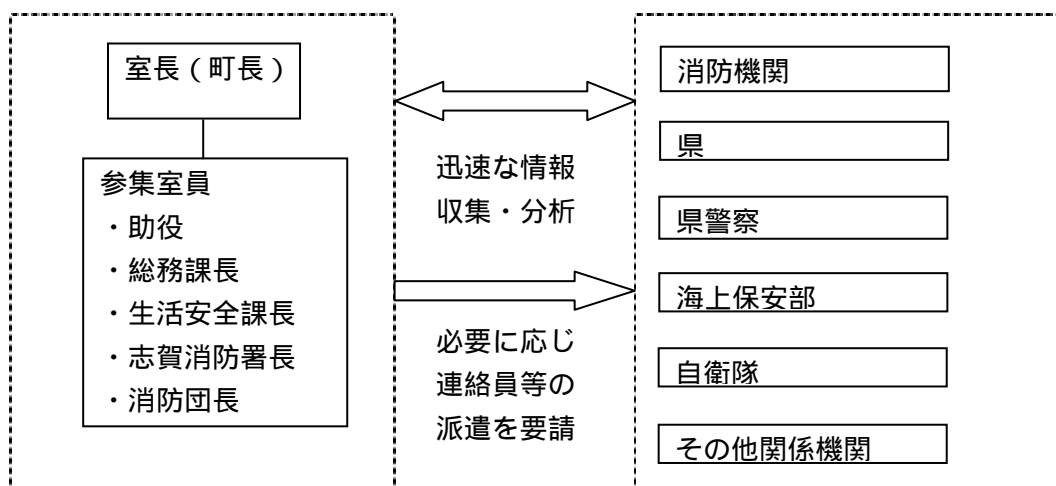 室長（町長）
参集室員
・助役
・総務課長
・生活安全課長
・志賀消防署長
・消防団長
迅速な情報
収集・分析
必要に応じ
連絡員等の
派遣を要請
消防機関
県
県警察
海上保安部
自衛隊
その他関係機関